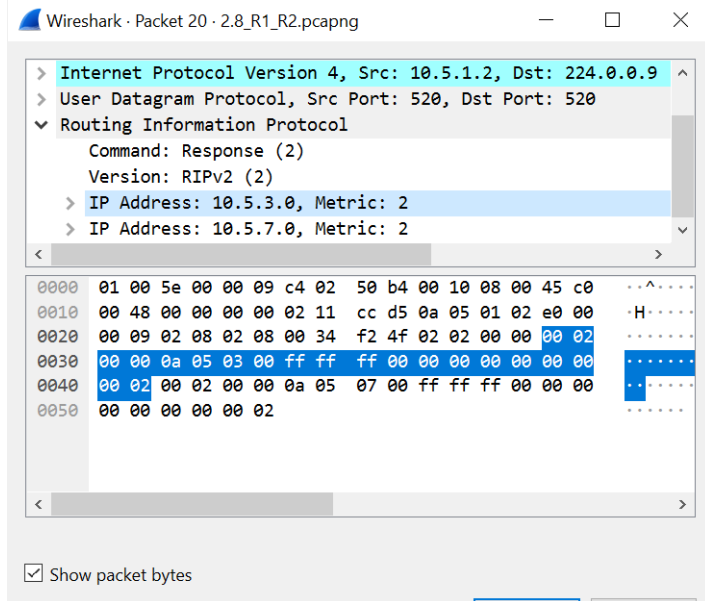 Wireshark · Packet 20 · 2.8_R1_R2.pcapng
> Internet Protocol Version 4, Src: 10.5.1.2, Dst: 224.0.0.9
> User Datagram Protocol, Src Port: 520, Dst Port: 520
Routing Information Protocol
Command: Response (2)
Version: RIPv2 (2)
> IP Address: 10.5.3.0, Metric: 2
> IP Address: 10.5.7.0, Metric: 2
0000 01 00 5e 00 00 09 c4 02 50 b4 00 10 08 00 45 c0 ··^····
0010 00 48 00 00 00 00 02 11 cc d5 0a 05 01 02 e0 00 ·H·····
0020 00 09 02 08 02 08 00 34 f2 4f 02 02 00 00 00 02 ·······
0030 00 00 0a 05 03 00 ff ff ff 00 00 00 00 00 00 00 ·······
0040 00 02 00 02 00 00 0a 05 07 00 ff ff ff 00 00 00 ·······
0050 00 00 00 00 00 02 ······
Show packet bytes